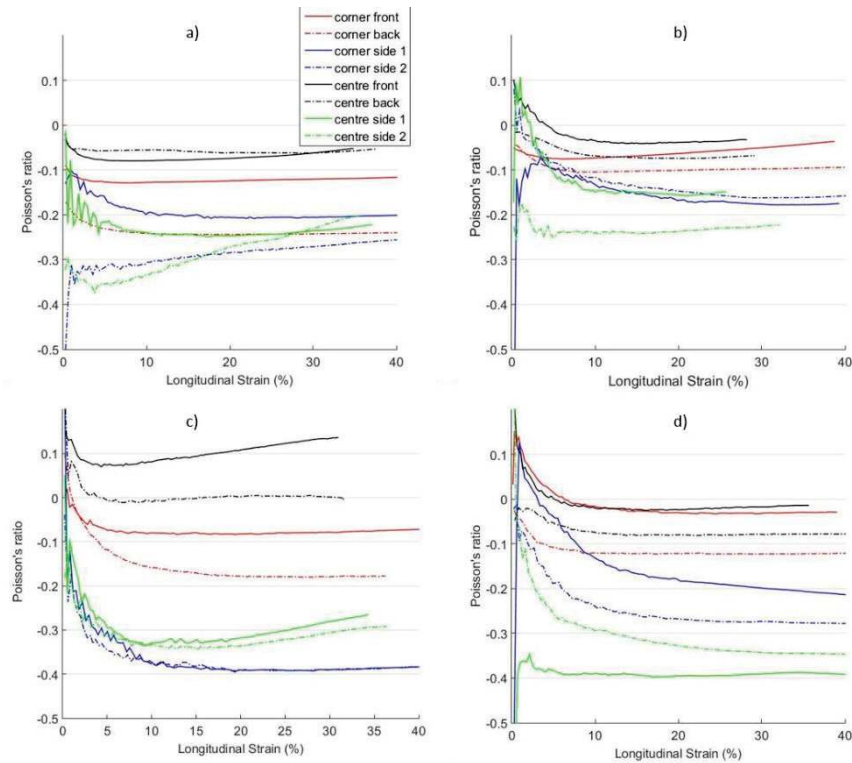 a)
corner front
corner back
corner side 1
corner side 2
centre front
centre back
centre side 1
centre side 2
0.1
0
-0.1
-0.2
-0.3
-0.4
-0.5
Poisson's ratio
0 10 20 30 40
Longitudinal Strain (%)
b)
0.1
0
-0.1
-0.2
-0.3
-0.4
-0.5
Poisson's ratio
0 10 20 30 40
Longitudinal Strain (%)
c)
0.1
0
-0.1
-0.2
-0.3
-0.4
-0.5
Poisson's ratio
0 5 10 15 20 25 30 35 40
Longitudinal Strain (%)
d)
0.1
0
-0.1
-0.2
-0.3
-0.4
-0.5
Poisson's ratio
0 10 20 30 40
Longitudinal Strain (%)